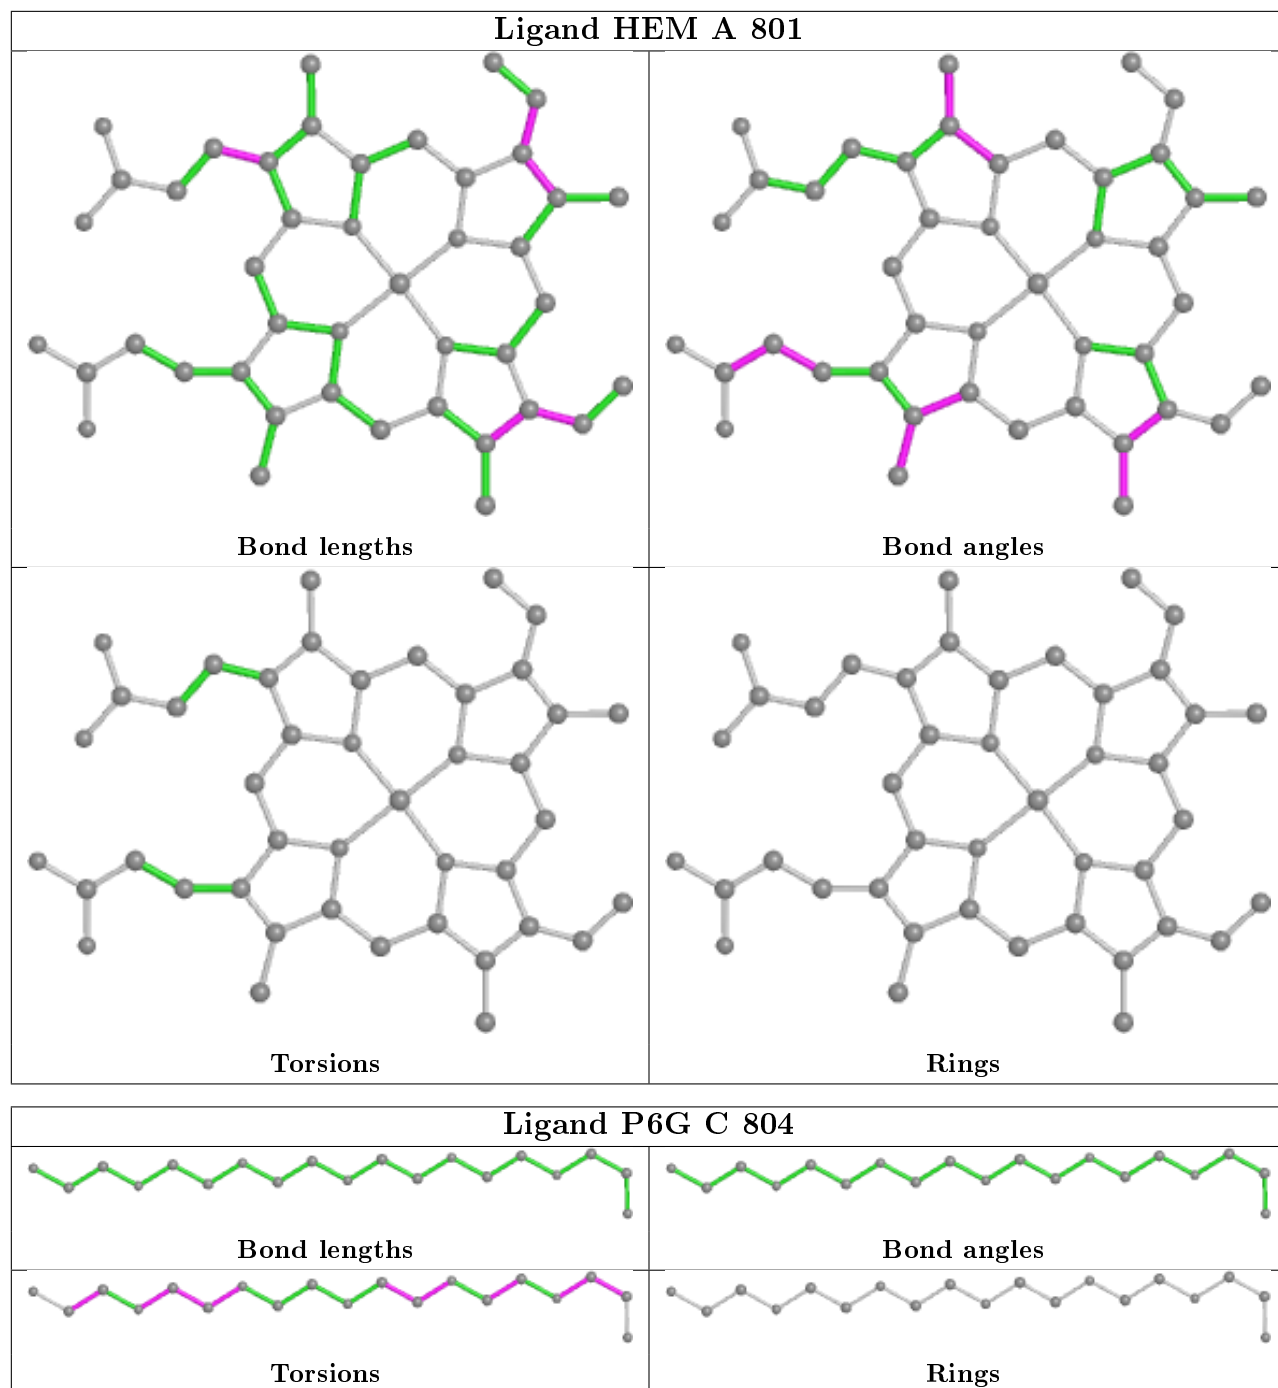 Ligand HEM A 801
Bond lengths
Bond angles
Torsions
Rings
Ligand P6G C 804
Bond lengths
Bond angles
Torsions
Rings